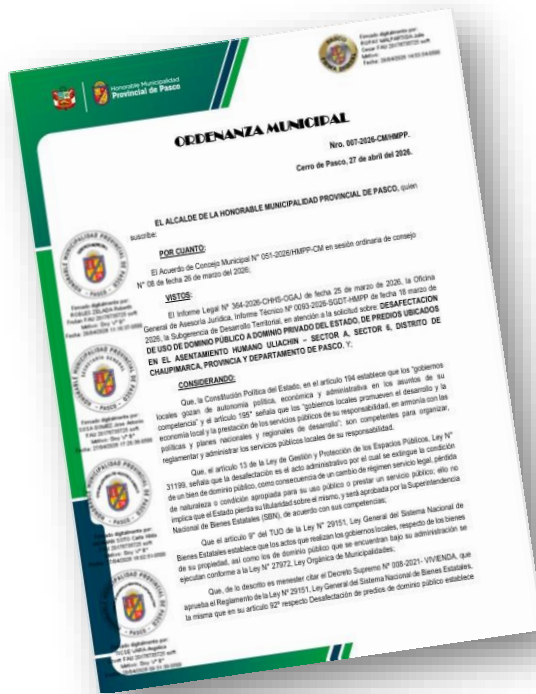 Honorable Municipalidad
Provincial de Pasco
ORDENANZA MUNICIPAL
Nro. 007-2026-CM/HMPP.
Cerro de Pasco, 27 de abril del 2026.
EL ALCALDE DE LA HONORABLE MUNICIPALIDAD PROVINCIAL DE PASCO, quien
suscribe:
POR CUANTO:
El Acuerdo de Concejo Municipal N° 051-2026/HMPP-CM en sesión ordinaria de consejo
N° 06 de fecha 26 de marzo del 2026;
VISTOS:
El Informe Legal N° 364-2026-CHHS-OGAJ de fecha 25 de marzo de 2026, la Oficina
General de Asesoría Jurídica, Informe Técnico N° 0093-2026-SGDT-HMPP de fecha 18 marzo de
2026, la Subgerencia de Desarrollo Territorial, en atención a la solicitud sobre: DESAFECTACION
DE USO DE DOMINIO PÚBLICO A DOMINIO PRIVADO DEL ESTADO, DE PREDIOS UBICADOS
EN EL ASENTAMIENTO HUMANO ULIACHIN – SECTOR A, SECTOR 6, DISTRITO DE
CHAUPIMARCA, PROVINCIA Y DEPARTAMENTO DE PASCO, Y;
CONSIDERANDO:
Que, la Constitución Política del Estado, en el artículo 194 establece que los "gobiernos
locales gozan de autonomía política, económica y administrativa en los asuntos de su
competencia" y el artículo 195° señala que los "gobiernos locales promueven el desarrollo y la
economía local y la prestación de los servicios públicos de su responsabilidad, en armonía con las
políticas y planes nacionales y regionales de desarrollo"; son competentes para organizar,
reglamentar y administrar los servicios públicos locales de su responsabilidad.
Que, el artículo 13 de la Ley de Gestión y Protección de los Espacios Públicos, Ley N°
31199, señala que la desafectación es el acto administrativo por el cual se extingue la condición
de un bien de dominio público, como consecuencia de un cambio de régimen servicio legal, pérdida
de naturaleza o condición apropiada para su uso público o prestar un servicio público; ello no
implica que el Estado pierda su titularidad sobre el mismo, y será aprobada por la Superintendencia
Nacional de Bienes Estatales (SBN), de acuerdo con sus competencias;
Que el artículo 9° del TUO de la Ley N° 29151, Ley General del Sistema Nacional de
Bienes Estatales establece que los actos que realizan los gobiernos locales, respecto de los bienes
de su propiedad, así como los de dominio público que se encuentran bajo su administración se
ejecutan conforme a la Ley N° 27972, Ley Orgánica de Municipalidades;
Que, de lo descrito es menester citar el Decreto Supremo Nº 008-2021- VIVIENDA, que
aprueba el Reglamento de la Ley Nº 29151, Ley General del Sistema Nacional de Bienes Estatales,
la misma que en su artículo 92º respecto Desafectación de predios de dominio público establece